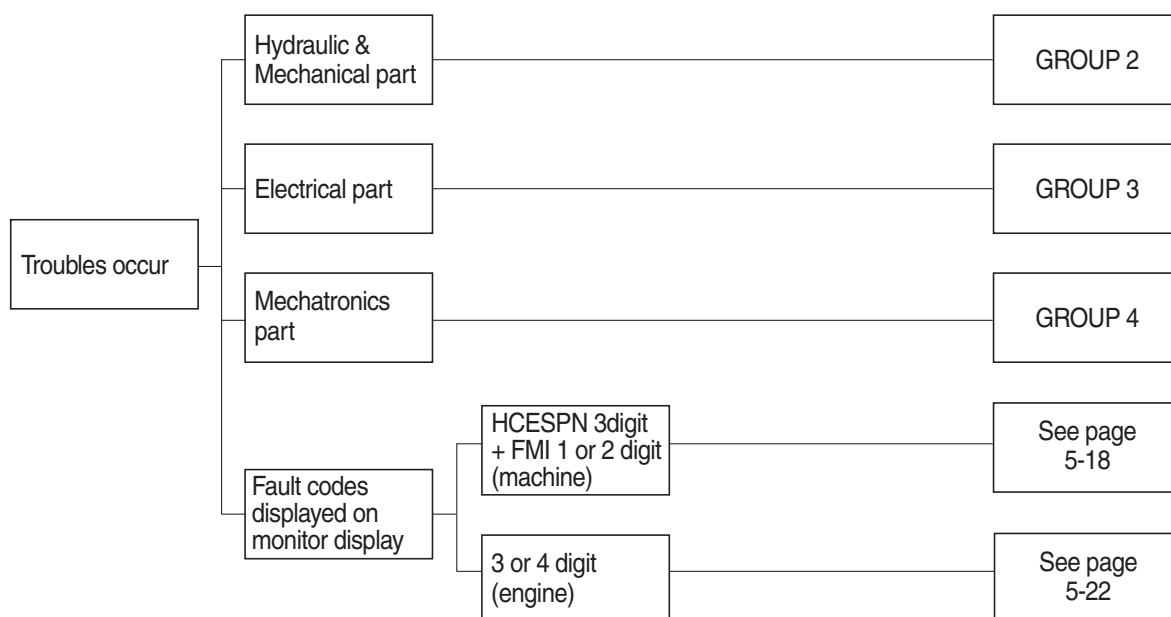 Troubles occur
Hydraulic &
Mechanical part
GROUP 2
Electrical part
GROUP 3
Mechatronics
part
GROUP 4
Fault codes
displayed on
monitor display
HCESPN 3digit
+ FMI 1 or 2 digit
(machine)
See page
5-18
3 or 4 digit
(engine)
See page
5-22